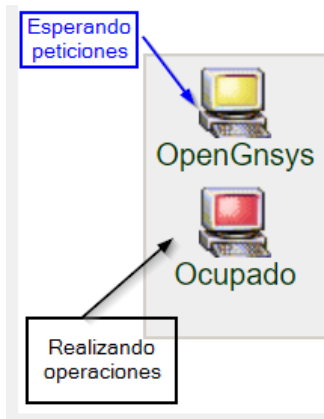 Esperando
peticiones
OpenGnsys
Ocupado
Realizando
operaciones